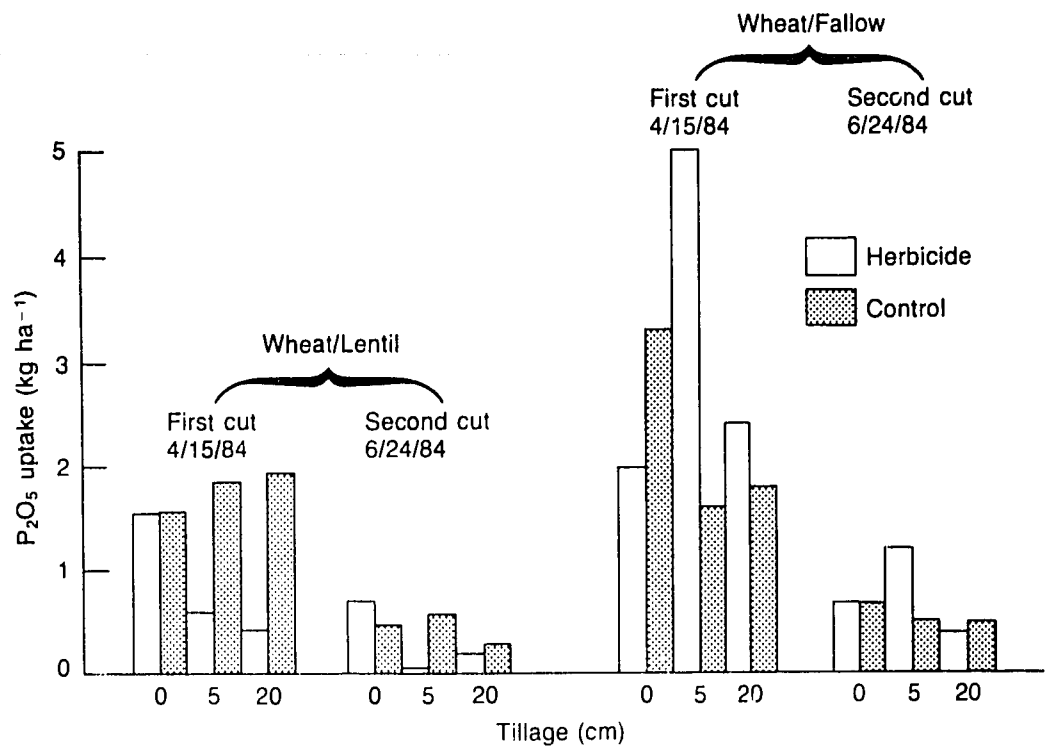 Wheat/Fallow
First cut
4/15/84
Second cut
6/24/84
5
4
3
2
1
0
P₂O₅ uptake (kg ha⁻¹)
Herbicide
Control
Wheat/Lentil
First cut
4/15/84
Second cut
6/24/84
0 5 20 0 5 20 0 5 20 0 5 20
Tillage (cm)